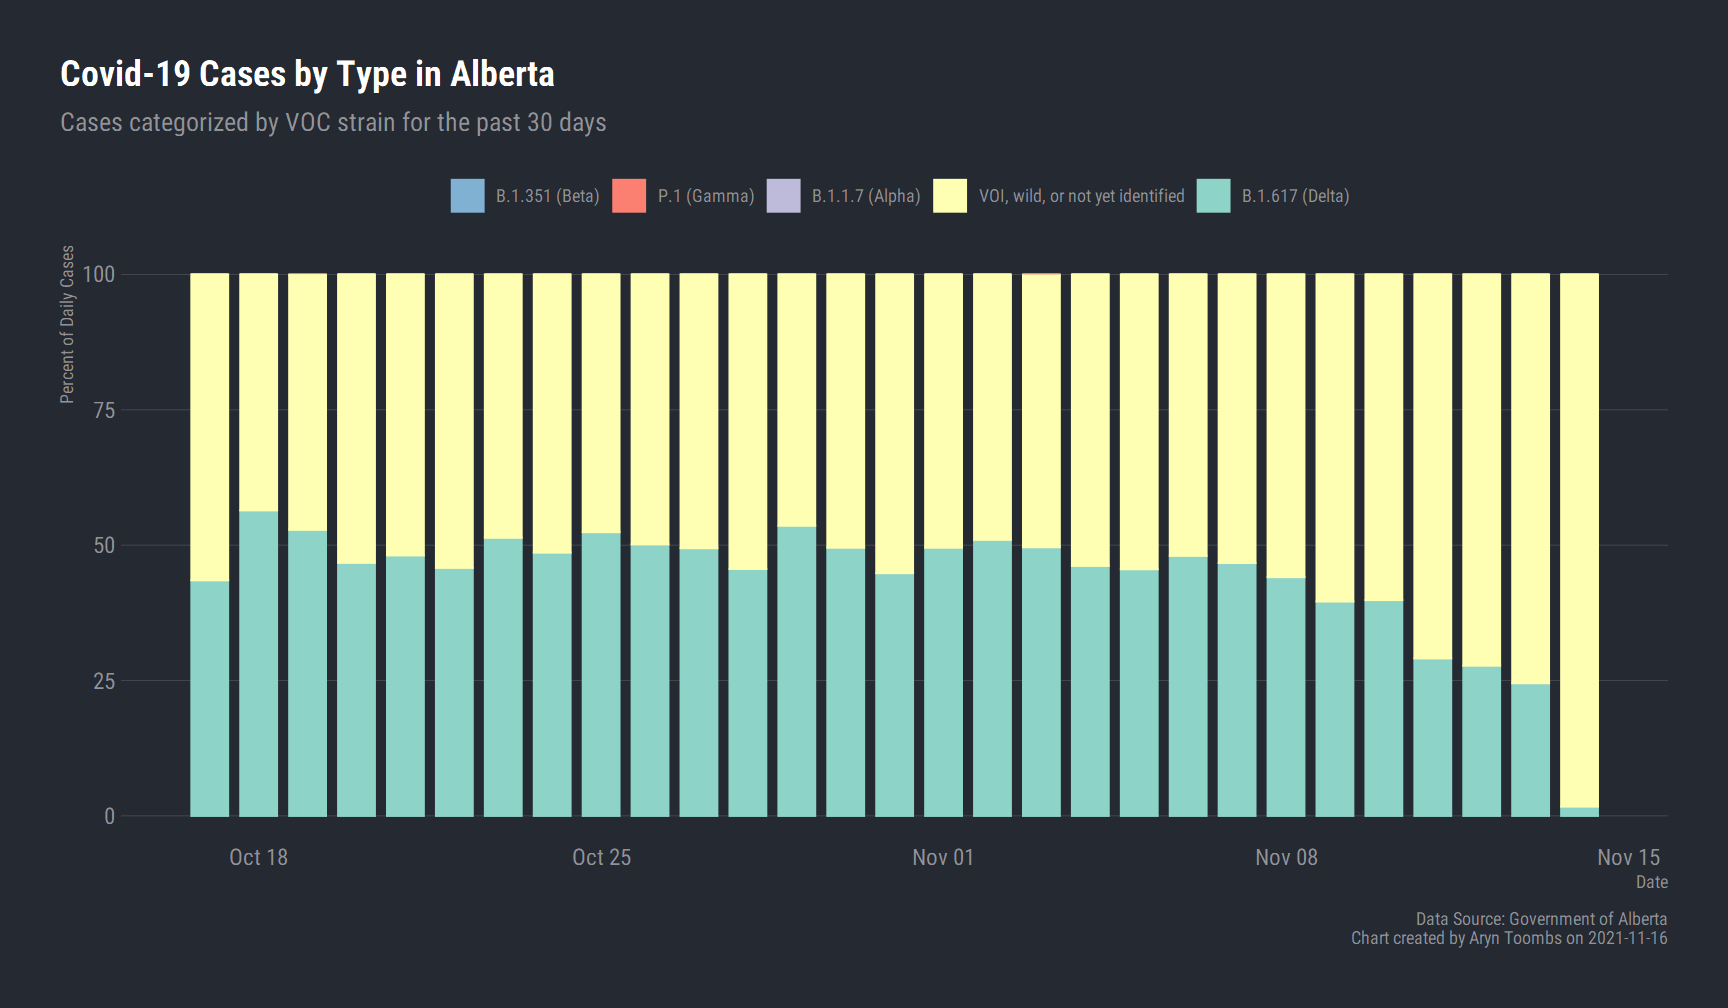 Covid-19 Cases by Type in Alberta
Cases categorized by VOC strain for the past 30 days
B.1.351 (Beta) P.1 (Gamma) B.1.1.7 (Alpha) VOI, wild, or not yet identified B.1.617 (Delta)
Percent of Daily Cases
100
75
50
25
0
Oct 18 Oct 25 Nov 01 Nov 08 Nov 15
Date
Data Source: Government of Alberta
Chart created by Aryn Toombs on 2021-11-16